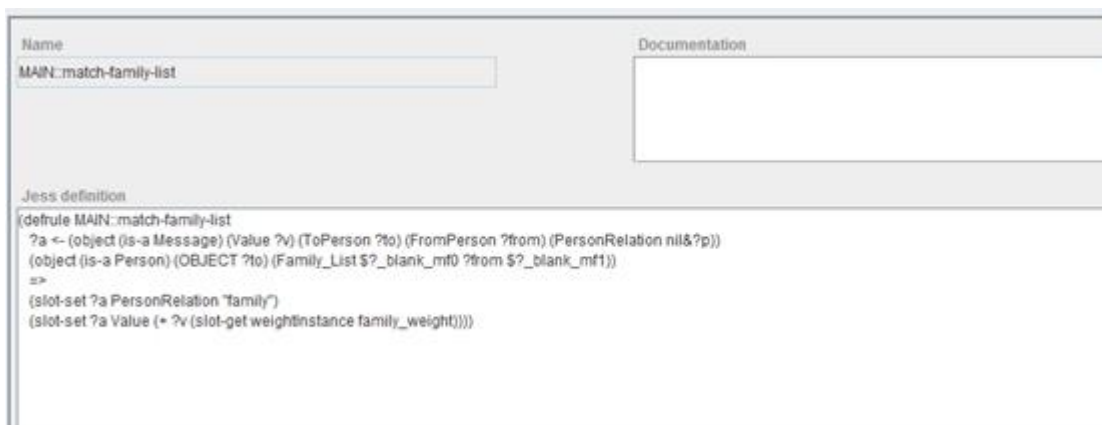 Name
Documentation
MAIN::match-family-list
Jess definition
(defrule MAIN::match-family-list
?a <- (object (is-a Message) (Value ?v) (ToPerson ?to) (FromPerson ?from) (PersonRelation nil&?p))
(object (is-a Person) (OBJECT ?to) (Family_List $?_blank_mf0 ?from $?_blank_mf1))
=>
(slot-set ?a PersonRelation "family")
(slot-set ?a Value (+ ?v (slot-get weightInstance family_weight))))